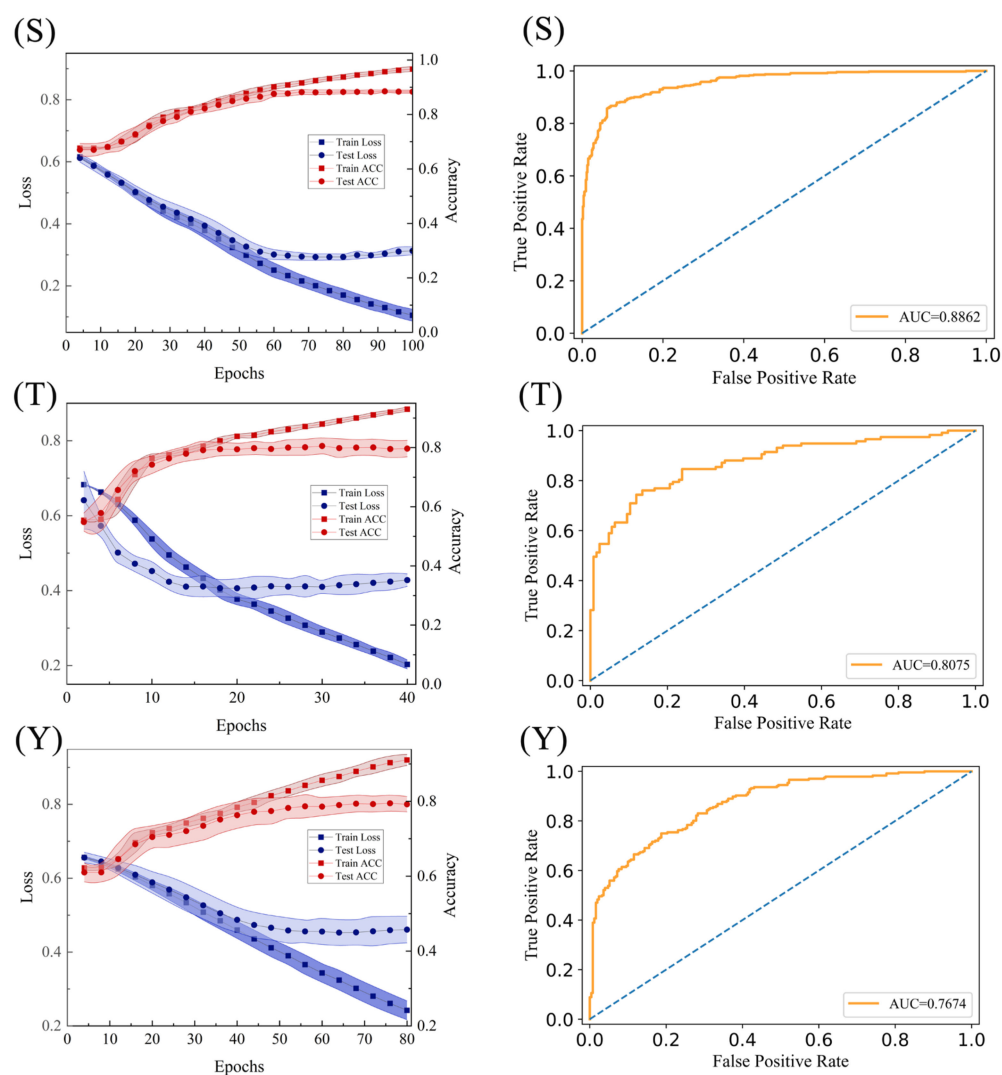 (S)
Loss
0.8
0.6
0.4
0.2
1.0
0.8
0.6
0.4
0.2
0.0
Accuracy
Train Loss
Test Loss
Train ACC
Test ACC
0 10 20 30 40 50 60 70 80 90 100
Epochs
(S)
True Positive Rate
1.0
0.8
0.6
0.4
0.2
0.0
AUC=0.8862
0.0 0.2 0.4 0.6 0.8 1.0
False Positive Rate
(T)
Loss
0.8
0.6
0.4
0.2
0.8
0.6
0.4
0.2
0.0
Accuracy
Train Loss
Test Loss
Train ACC
Test ACC
0 10 20 30 40
Epochs
(T)
True Positive Rate
1.0
0.8
0.6
0.4
0.2
0.0
AUC=0.8075
0.0 0.2 0.4 0.6 0.8 1.0
False Positive Rate
(Y)
Loss
0.8
0.6
0.4
0.2
0.8
0.6
0.4
0.2
Accuracy
Train Loss
Test Loss
Train ACC
Test ACC
0 10 20 30 40 50 60 70 80
Epochs
(Y)
True Positive Rate
1.0
0.8
0.6
0.4
0.2
0.0
AUC=0.7674
0.0 0.2 0.4 0.6 0.8 1.0
False Positive Rate